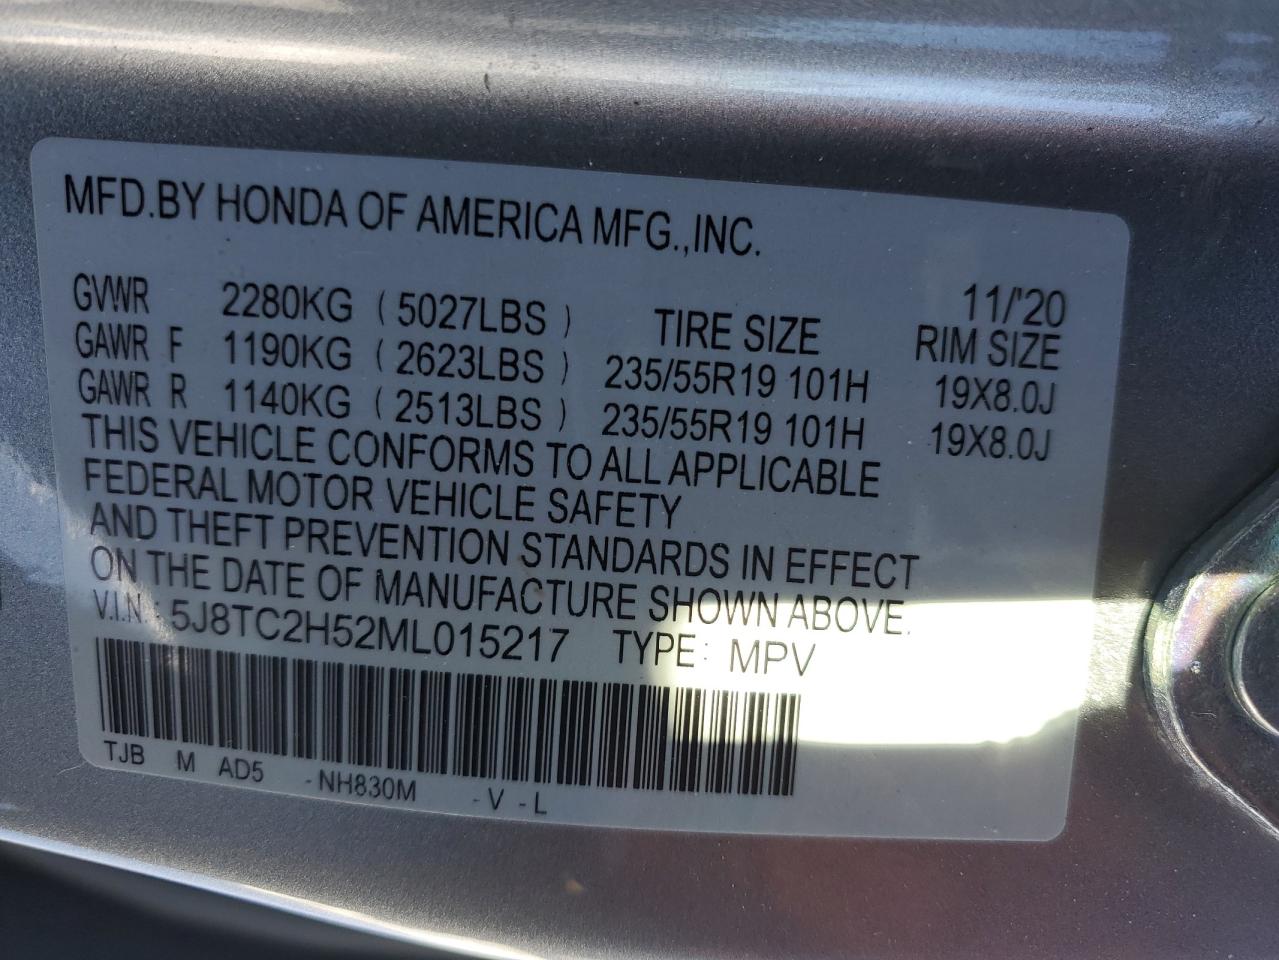 MFD.BY HONDA OF AMERICA MFG.,INC.
11/'20
GVWR 2280KG ( 5027LBS ) TIRE SIZE RIM SIZE
GAWR F 1190KG ( 2623LBS ) 235/55R19 101H 19X8.0J
GAWR R 1140KG ( 2513LBS ) 235/55R19 101H 19X8.0J
THIS VEHICLE CONFORMS TO ALL APPLICABLE
FEDERAL MOTOR VEHICLE SAFETY
AND THEFT PREVENTION STANDARDS IN EFFECT
ON THE DATE OF MANUFACTURE SHOWN ABOVE.
V.I.N.: 5J8TC2H52ML015217 TYPE: MPV
TJB M AD5 -NH830M -V -L